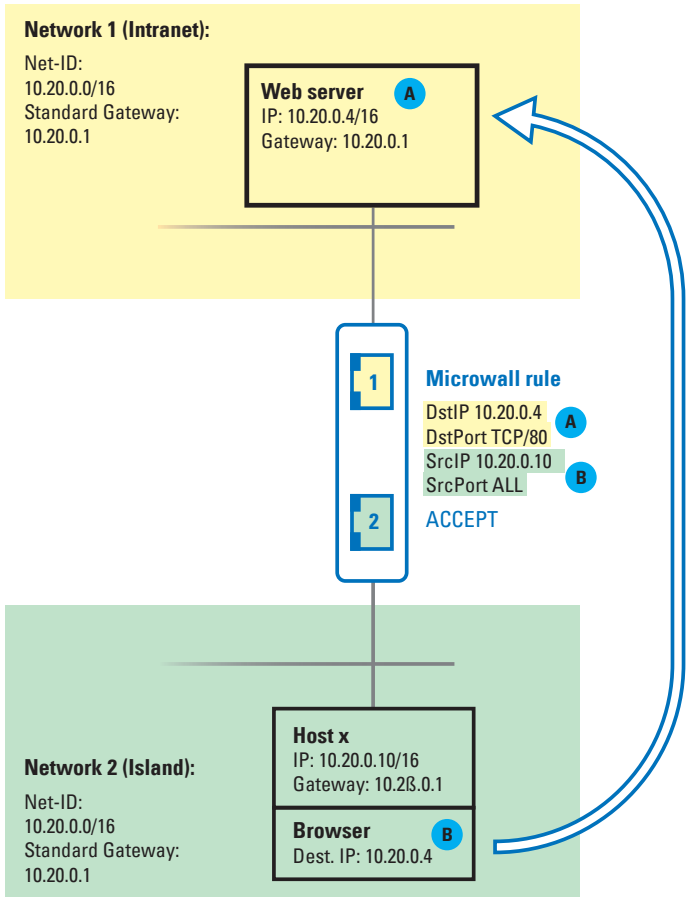 Network 1 (Intranet):
Net-ID:
10.20.0.0/16
Standard Gateway:
10.20.0.1
Web server
A
IP: 10.20.0.4/16
Gateway: 10.20.0.1
1
Microwall rule
DstIP 10.20.0.4
DstPort TCP/80
A
SrcIP 10.20.0.10
SrcPort ALL
B
2
ACCEPT
Host x
IP: 10.20.0.10/16
Gateway: 10.2ß.0.1
Network 2 (Island):
Net-ID:
10.20.0.0/16
Standard Gateway:
10.20.0.1
Browser
B
Dest. IP: 10.20.0.4